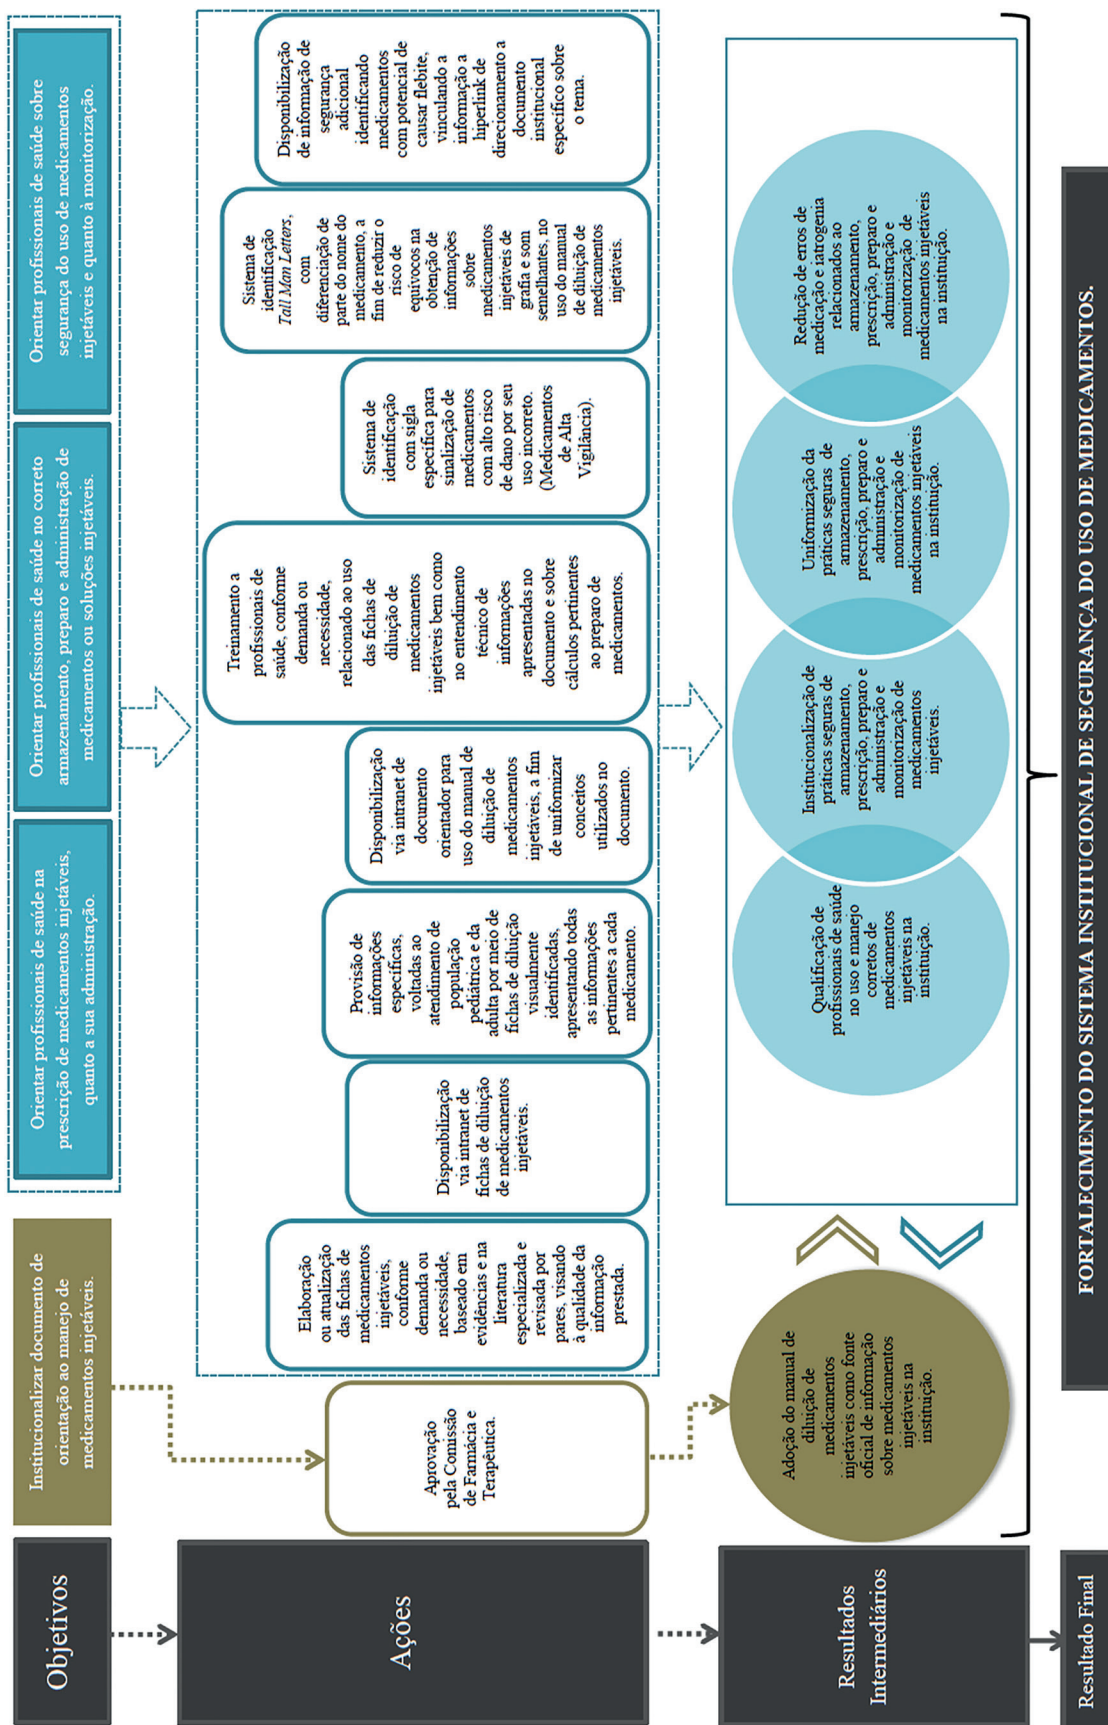 Objetivos
Institucionalizar documento de
orientação ao manejo de
medicamentos injetáveis.
Orientar profissionais de saúde na
prescrição de medicamentos injetáveis,
quanto a sua administração.
Orientar profissionais de saúde no correto
armazenamento, preparo e administração de
medicamentos ou soluções injetáveis.
Orientar profissionais de saúde sobre
segurança do uso de medicamentos
injetáveis e quanto à monitorização.
Ações
Aprovação
pela Comissão
de Farmácia e
Terapêutica.
Elaboração
ou atualização
das fichas de
medicamentos
injetáveis,
conforme
demanda ou
necessidade,
baseado em
evidências e na
literatura
especializada e
revisada por
pares, visando
à qualidade da
informação
prestada.
Disponibilização
via intranet de
fichas de diluição
de medicamentos
injetáveis.
Provisão de
informações
específicas,
voltadas ao
atendimento de
população
pediátrica e da
adulta por meio de
fichas de diluição
visualmente
identificadas,
apresentando todas
as informações
pertinentes a cada
medicamento.
Disponibilização
via intranet de
documento
orientador para
uso do manual de
diluição de
medicamentos
injetáveis, a fim
de uniformizar
conceitos
utilizados no
documento.
Treinamento a
profissionais de
saúde, conforme
demanda ou
necessidade,
relacionado ao uso
das fichas de
diluição de
medicamentos
injetáveis bem como
no entendimento
técnico de
informações
apresentadas no
documento e sobre
cálculos pertinentes
ao preparo de
medicamentos.
Sistema de
identificação
com sigla
específica para
sinalização de
medicamentos
com alto risco
de dano por seu
uso incorreto.
(Medicamentos
de Alta
Vigilância).
Sistema de
identificação
Tall Man Letters,
com
diferenciação de
parte do nome do
medicamento, a
fim de reduzir o
risco de
equívocos na
obtenção de
informações
sobre
medicamentos
injetáveis de
grafia e som
semelhantes, no
uso do manual
de diluição de
medicamentos
injetáveis.
Disponibilização
de informação de
segurança
adicional
identificando
medicamentos
com potencial de
causar flebite,
vinculando a
informação a
hiperlink de
direcionamento a
documento
institucional
específico sobre
o tema.
Resultados
Intermediários
Adoção do manual de
diluição de
medicamentos
injetáveis como fonte
oficial de informação
sobre medicamentos
injetáveis na
instituição.
Qualificação de
profissionais de saúde
no uso e manejo
corretos de
medicamentos
injetáveis na
instituição.
Institucionalização de
práticas seguras de
armazenamento,
prescrição, preparo e
administração e
monitorização de
medicamentos
injetáveis.
Uniformização da
práticas seguras de
armazenamento,
prescrição, preparo e
administração e
monitorização de
medicamentos injetáveis
na instituição.
Redução de erros de
medicação e iatrogenia
relacionados ao
armazenamento,
prescrição, preparo e
administração e
monitorização de
medicamentos injetáveis
na instituição.
Resultado Final
FORTALECIMENTO DO SISTEMA INSTITUCIONAL DE SEGURANÇA DO USO DE MEDICAMENTOS.